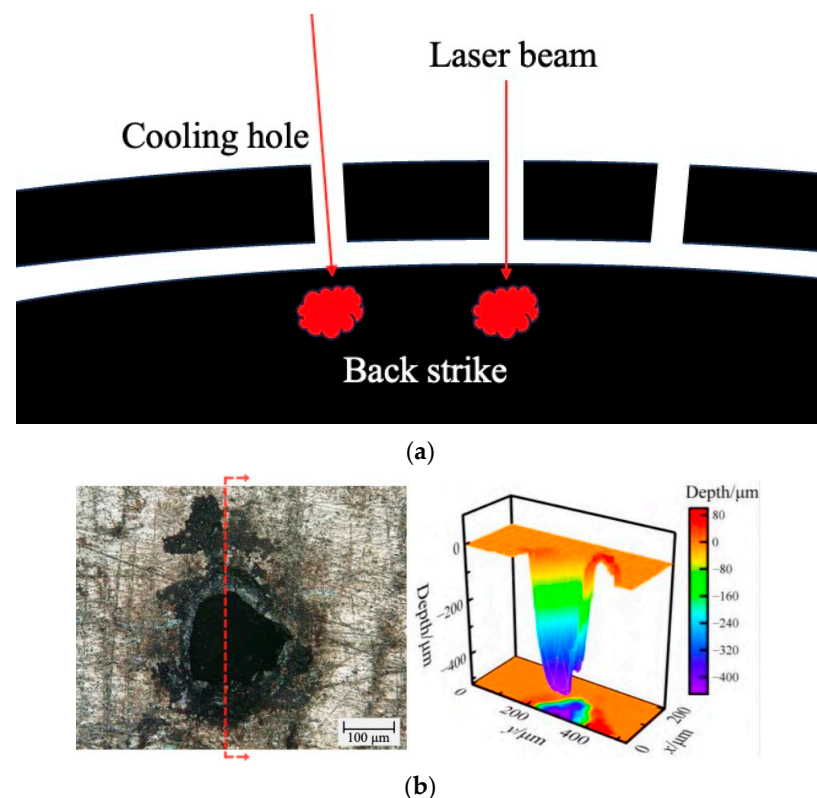 Laser beam
Cooling hole
Back strike
(a)
100 μm
Depth/μm
80
0
−80
−160
−240
−320
−400
Depth/μm
0
−200
−400
0
200
400
y/μm
0
200
x/μm
(b)